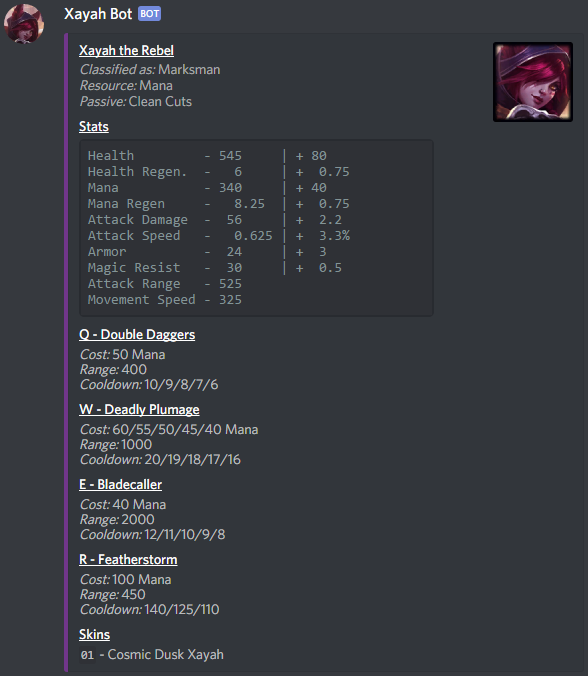 Xayah Bot BOT
Xayah the Rebel
Classified as: Marksman
Resource: Mana
Passive: Clean Cuts
Stats
Health - 545 | + 80
Health Regen. - 6 | + 0.75
Mana - 340 | + 40
Mana Regen - 8.25 | + 0.75
Attack Damage - 56 | + 2.2
Attack Speed - 0.625 | + 3.3%
Armor - 24 | + 3
Magic Resist - 30 | + 0.5
Attack Range - 525
Movement Speed - 325
Q - Double Daggers
Cost: 50 Mana
Range: 400
Cooldown: 10/9/8/7/6
W - Deadly Plumage
Cost: 60/55/50/45/40 Mana
Range: 1000
Cooldown: 20/19/18/17/16
E - Bladecaller
Cost: 40 Mana
Range: 2000
Cooldown: 12/11/10/9/8
R - Featherstorm
Cost: 100 Mana
Range: 450
Cooldown: 140/125/110
Skins
01 - Cosmic Dusk Xayah